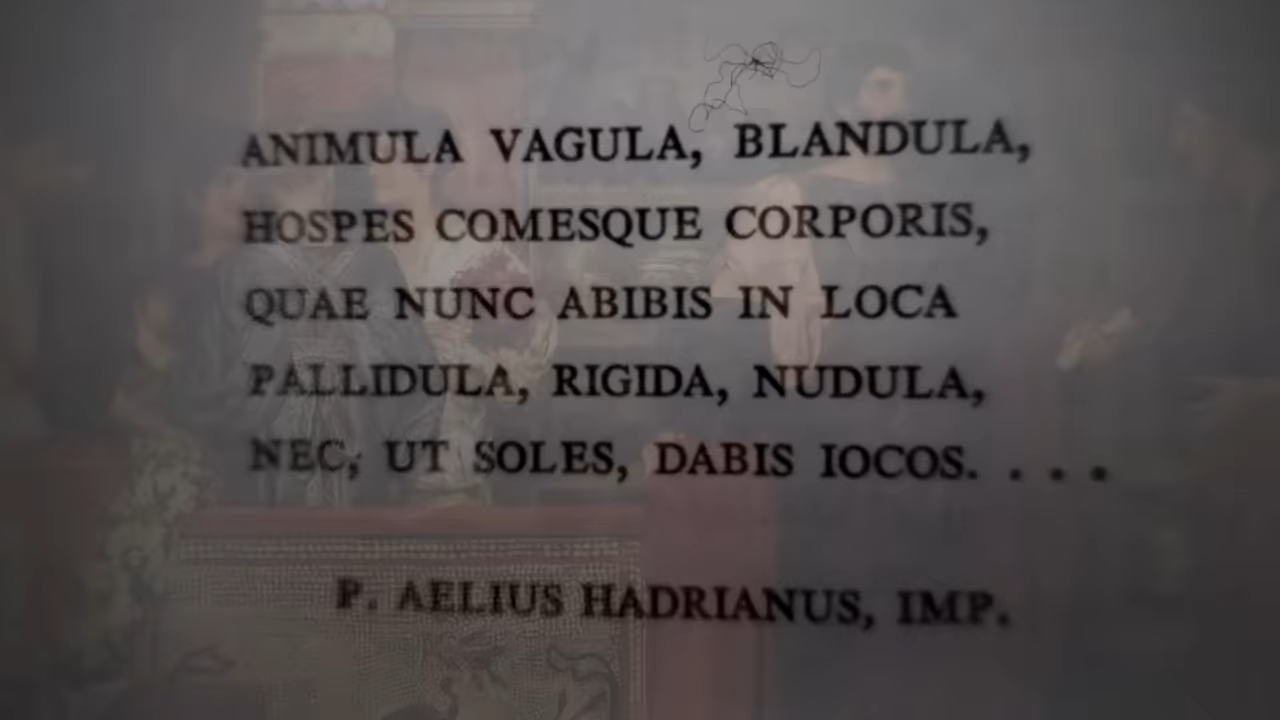 ANIMULA VAGULA, BLANDULA,
HOSPES COMESQUE CORPORIS,
QUAE NUNC ABIBIS IN LOCA
PALLIDULA, RIGIDA, NUDULA,
NEC, UT SOLES, DABIS IOCOS. . . .
P. AELIUS HADRIANUS, IMP.